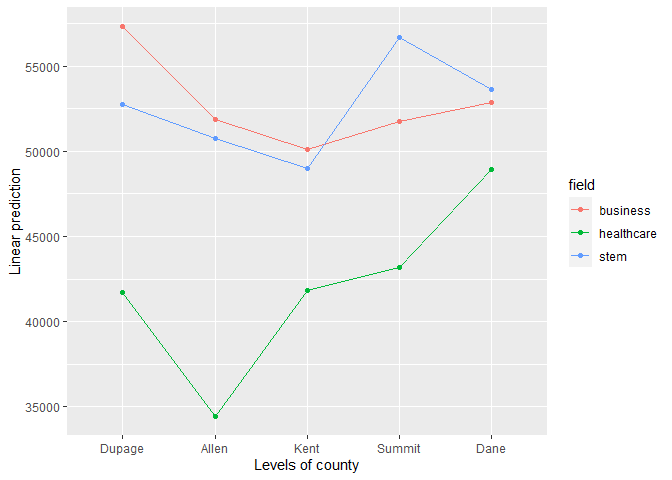 55000
50000
45000
40000
35000
Linear prediction
Dupage Allen Kent Summit Dane
Levels of county
field
business
healthcare
stem